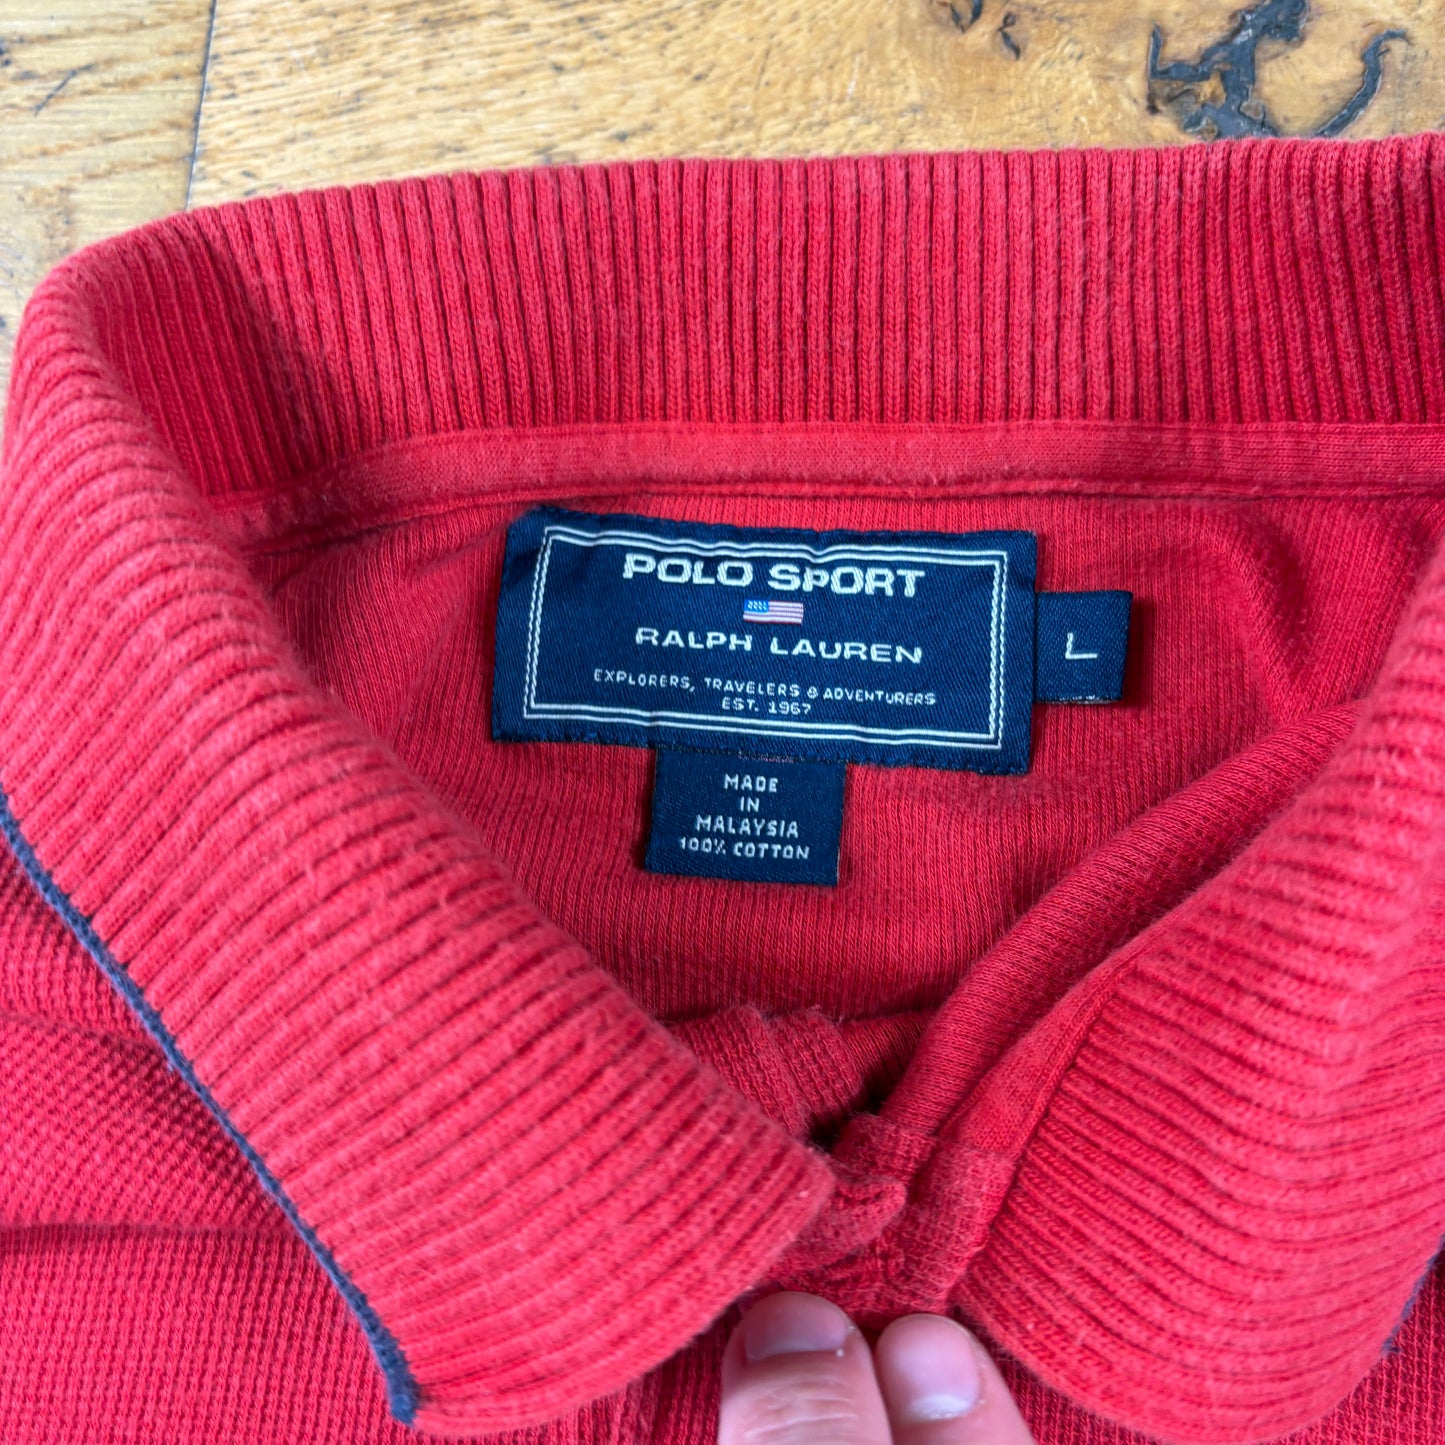 POLO SPORT
RALPH LAUREN
EXPLORERS, TRAVELERS & ADVENTURERS
EST. 1967
L
MADE
IN
MALAYSIA
100% COTTON